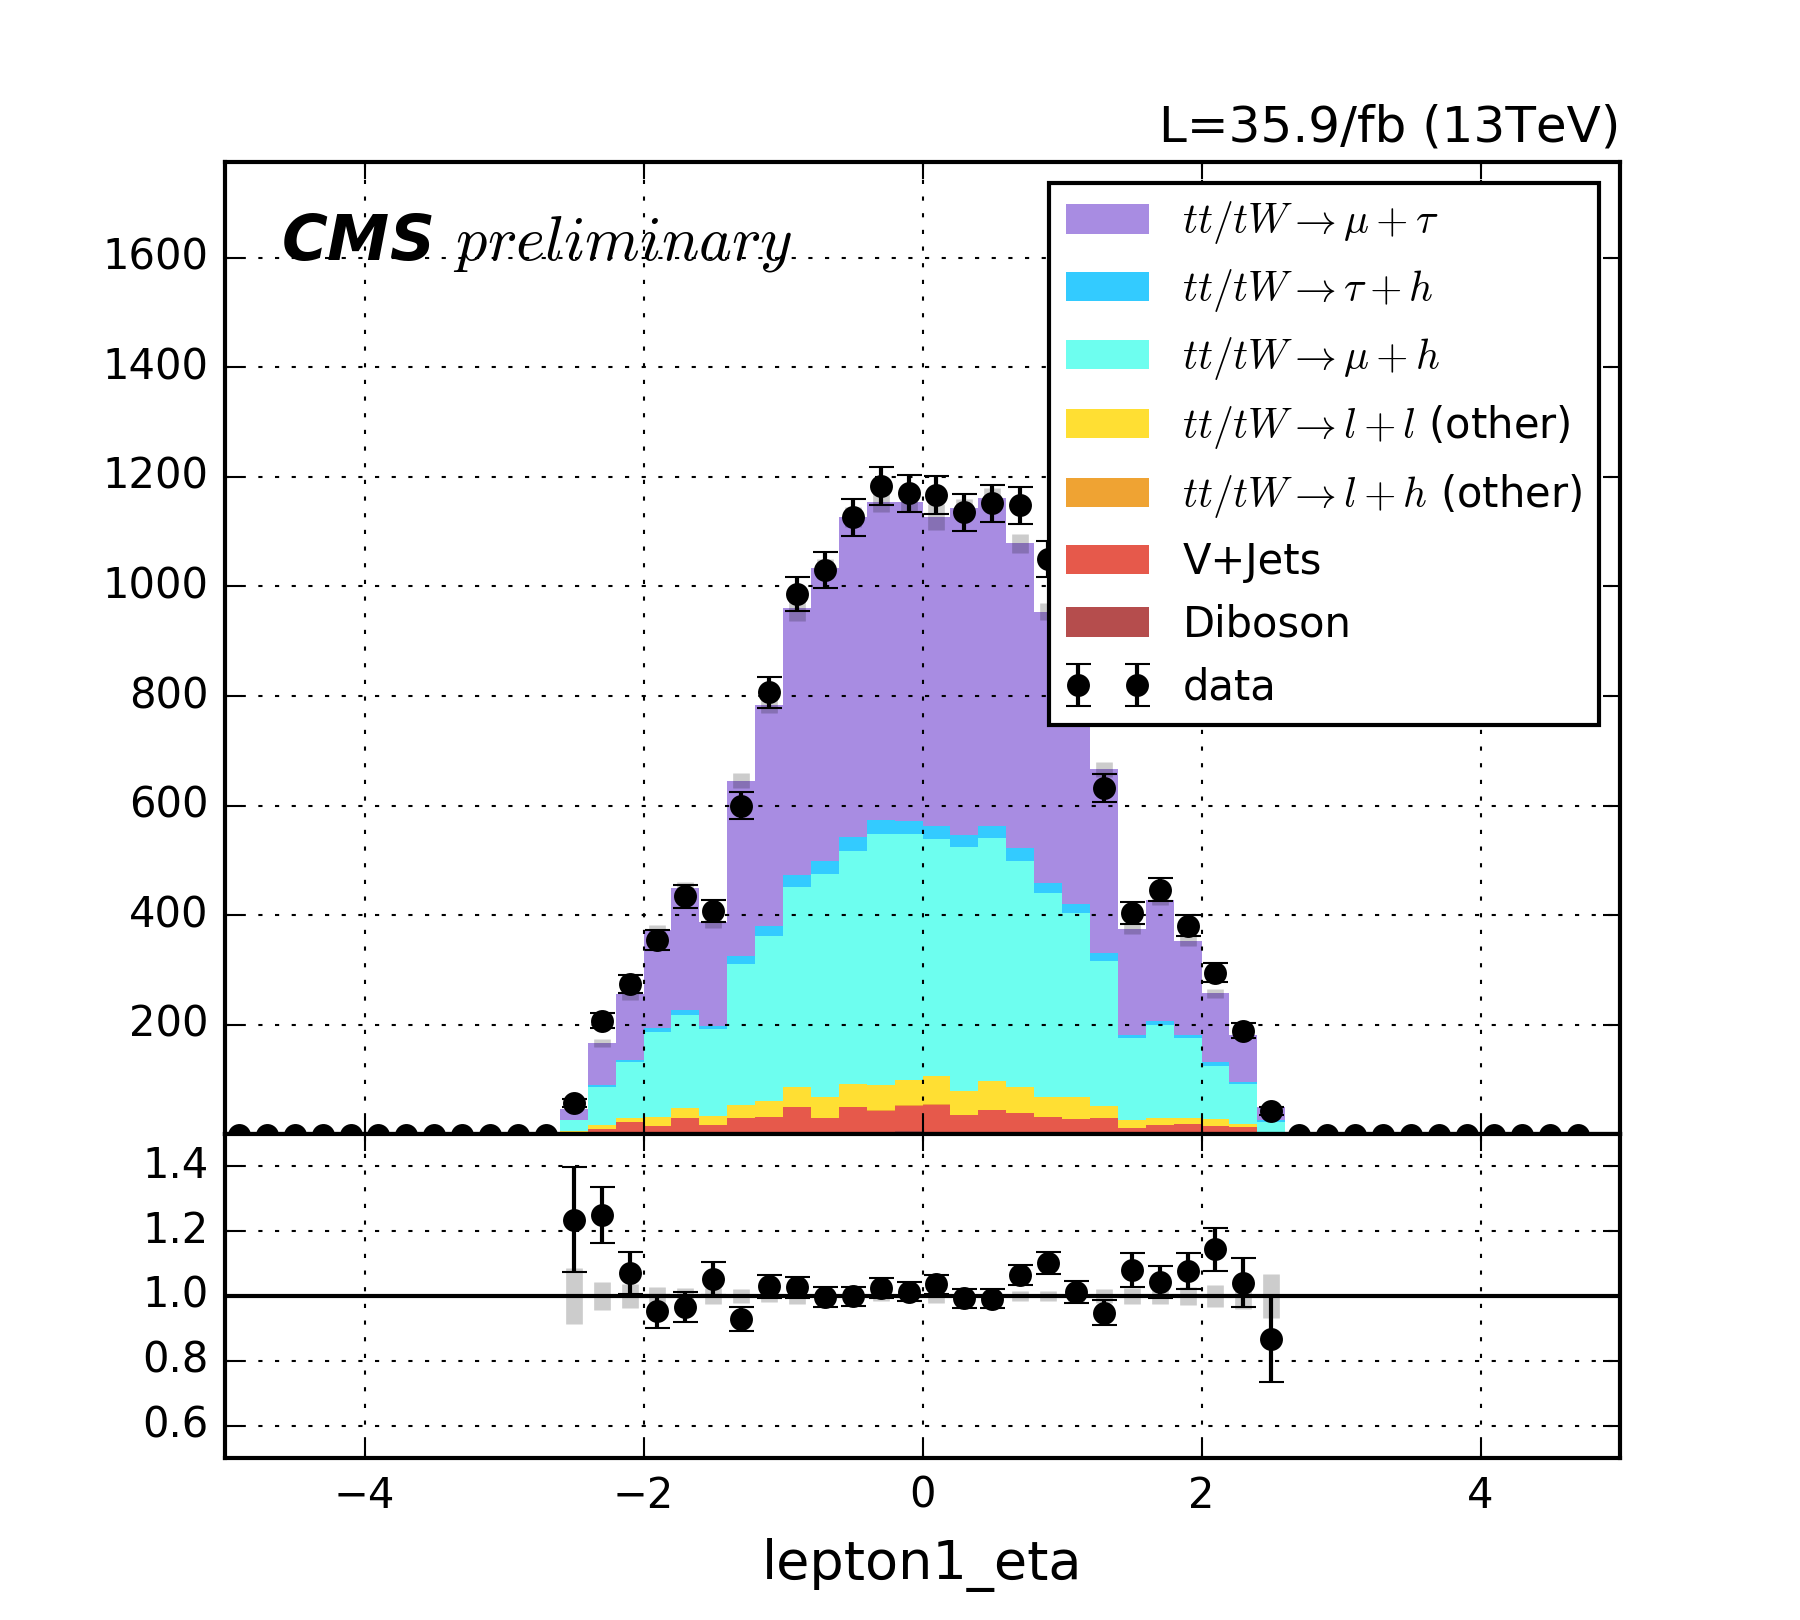 L=35.9/fb (13TeV)
CMS preliminary
tt/tW→μ+τ
tt/tW→τ+h
tt/tW→μ+h
tt/tW→l+l (other)
tt/tW→l+h (other)
V+Jets
Diboson
data
1600
1400
1200
1000
800
600
400
200
1.4
1.2
1.0
0.8
0.6
−4 −2 0 2 4
lepton1_eta